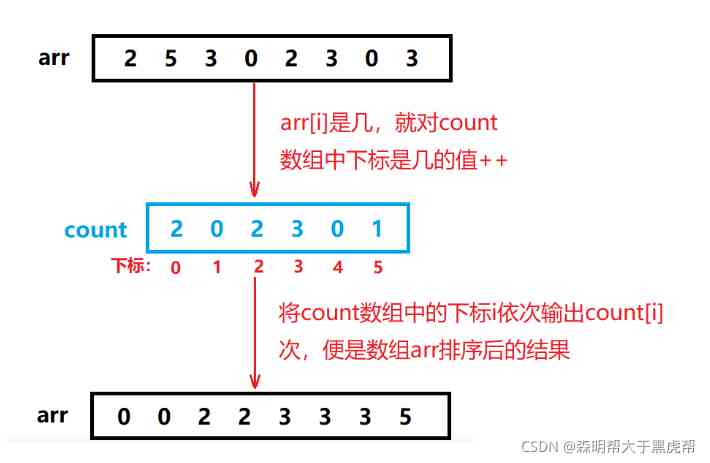 arr 2 5 3 0 2 3 0 3
arr[i]是几，就对count
数组中下标是几的值++
count 2 0 2 3 0 1
下标： 0 1 2 3 4 5
将count数组中的下标i依次输出count[i]
次，便是数组arr排序后的结果
arr 0 0 2 2 3 3 3 5
CSDN @森明帮大于黑虎帮